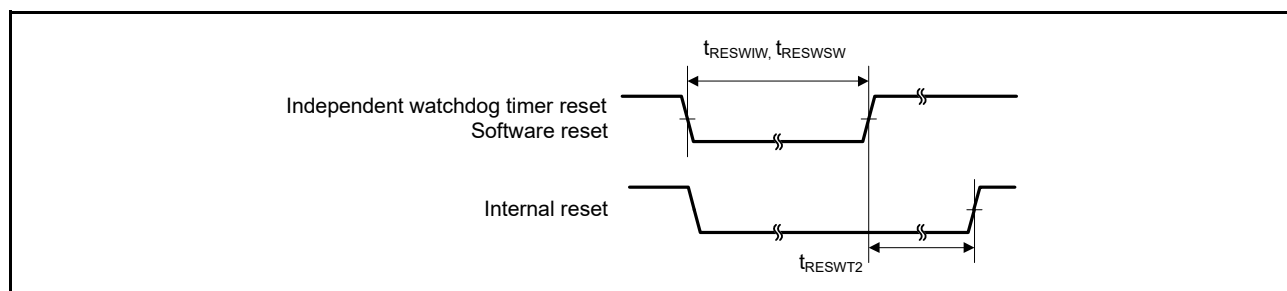 tRESWIW, tRESWSW
Independent watchdog timer reset
Software reset
Internal reset
tRESWT2